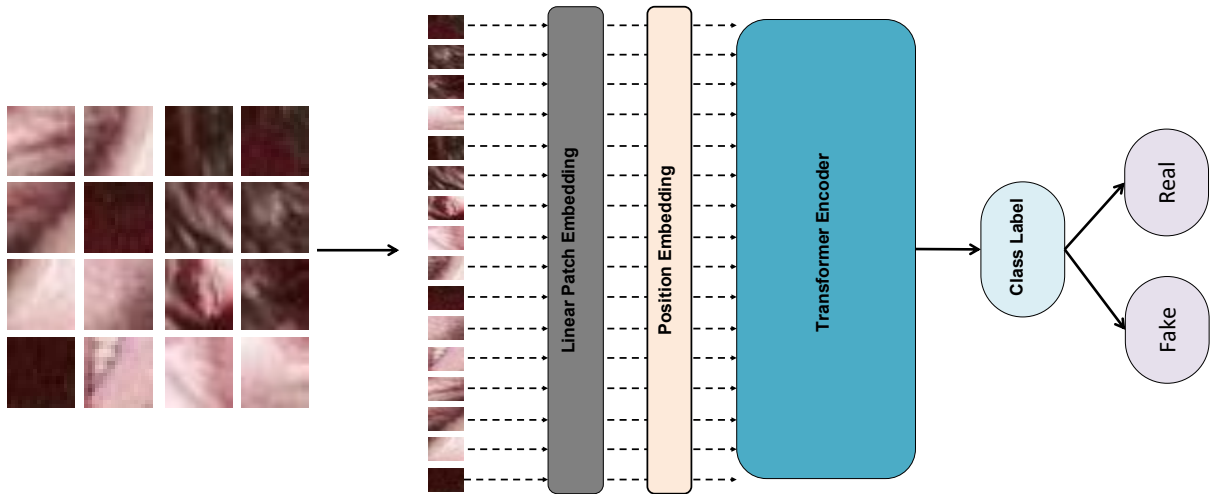 Linear Patch Embedding
Position Embedding
Transformer Encoder
Class Label
Real
Fake